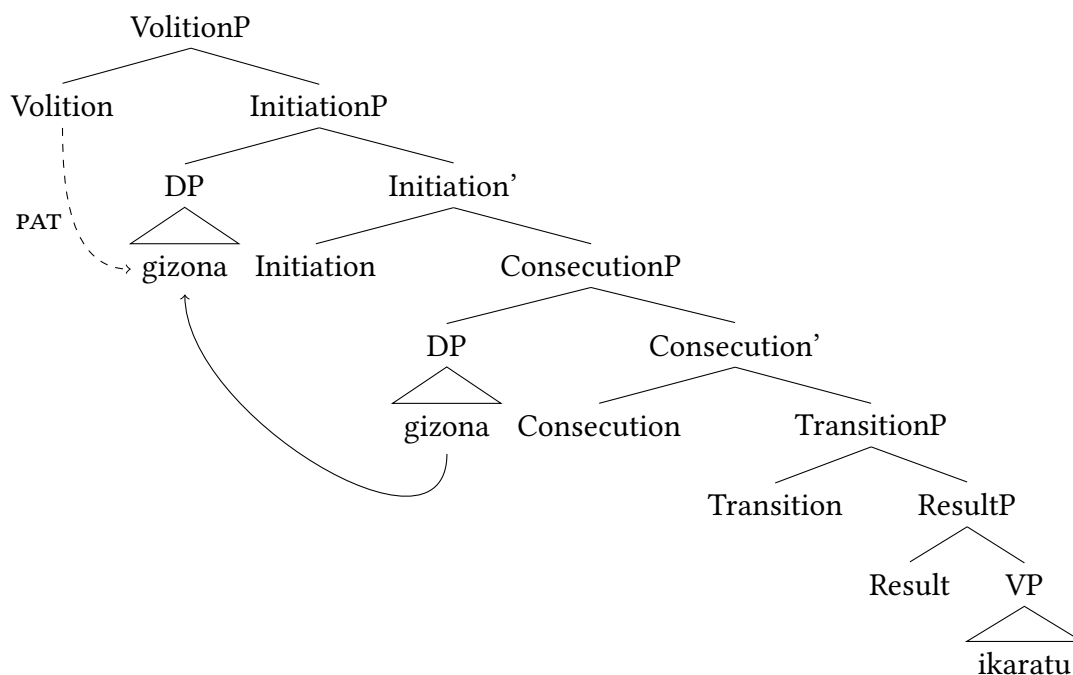 VolitionP
Volition InitiationP
DP Initiation’
PAT
gizona Initiation ConsecutionP
DP Consecution’
gizona Consecution TransitionP
Transition ResultP
Result VP
ikaratu